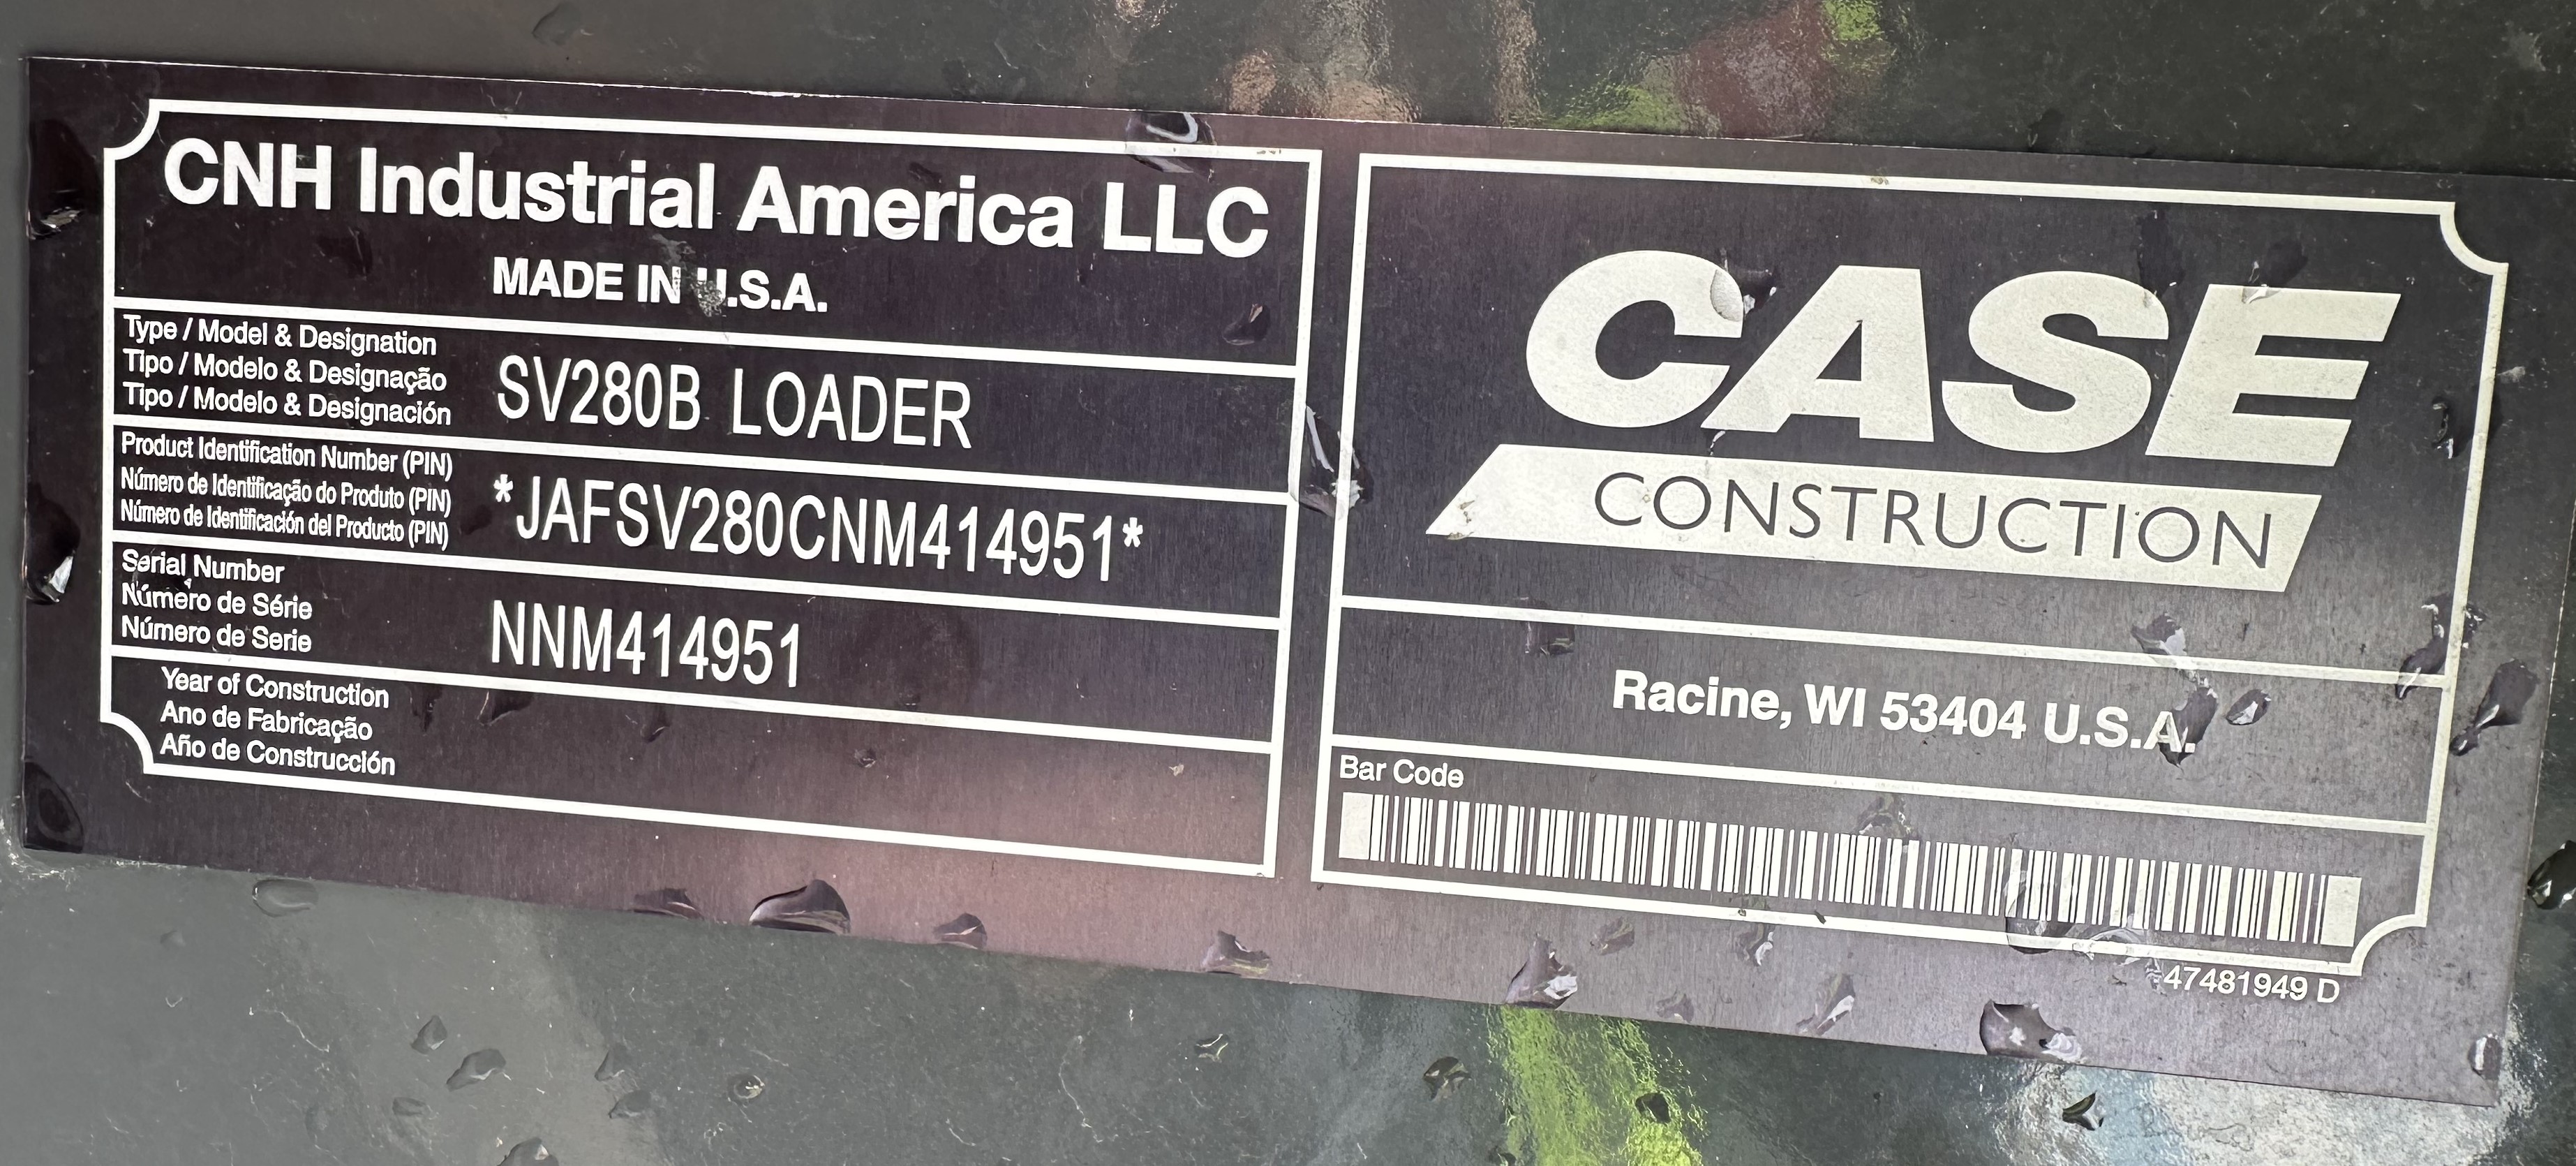 CNH Industrial America LLC
MADE IN U.S.A.
Type / Model & Designation
Tipo / Modelo & Designação
Tipo / Modelo & Designación
SV280B LOADER
Product Identification Number (PIN)
Número de Identificação do Produto (PIN)
Número de Identificación del Producto (PIN)
*JAFSV280CNM414951*
Serial Number
Número de Série
Número de Serie
NNM414951
Year of Construction
Ano de Fabricação
Año de Construcción
CASE
CONSTRUCTION
Racine, WI 53404 U.S.A.
Bar Code
47481949 D